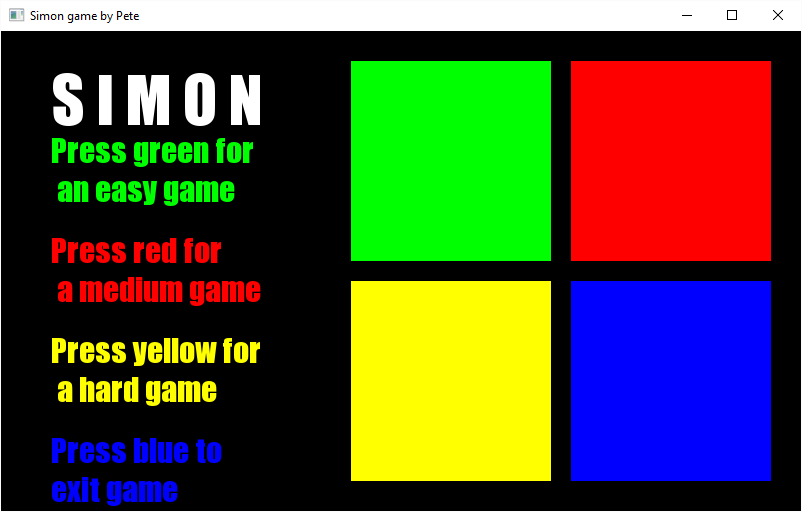 Simon game by Pete
S I M O N
Press green for
an easy game
Press red for
a medium game
Press yellow for
a hard game
Press blue to
exit game